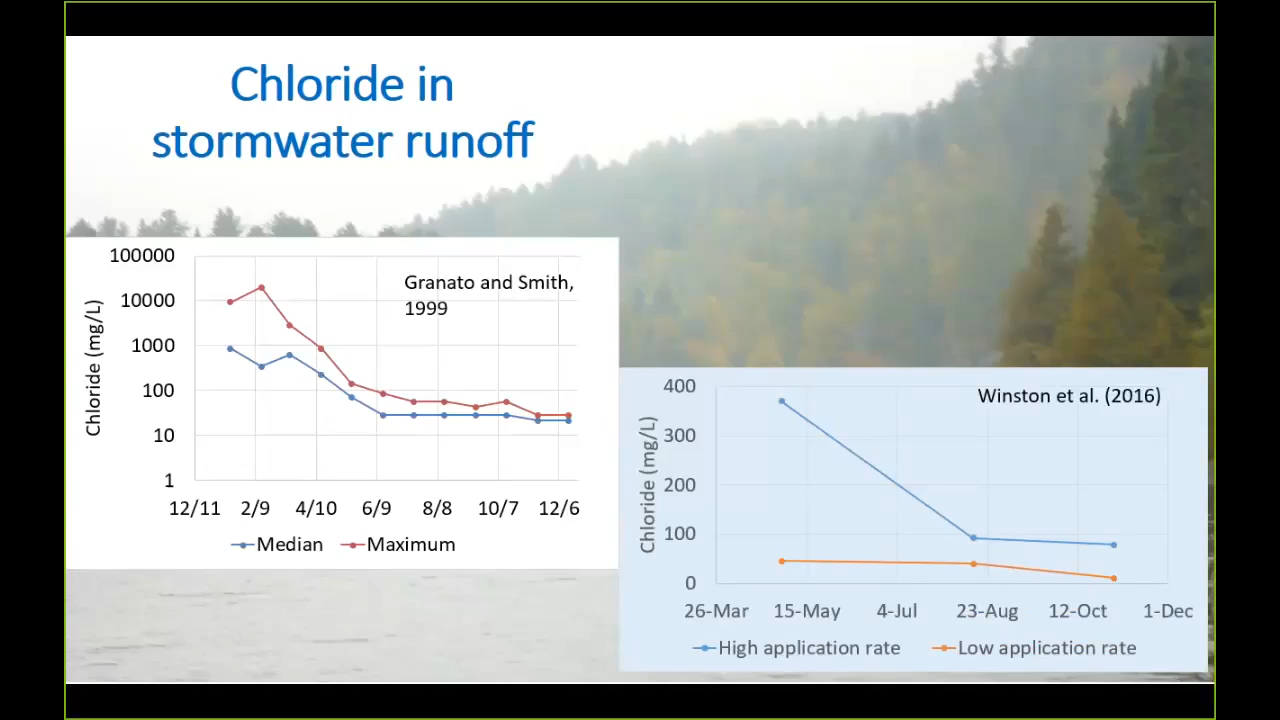 Chloride in
stormwater runoff
Granato and Smith,
1999
Chloride (mg/L)
100000
10000
1000
100
10
1
12/11 2/9 4/10 6/9 8/8 10/7 12/6
Median Maximum
Winston et al. (2016)
Chloride (mg/L)
400
300
200
100
0
26-Mar 15-May 4-Jul 23-Aug 12-Oct 1-Dec
High application rate Low application rate